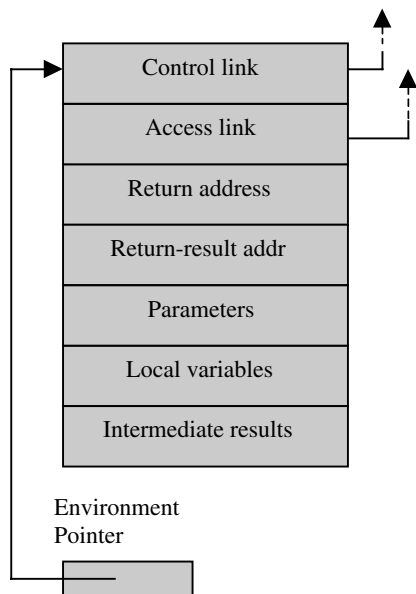 Control link
Access link
Return address
Return-result addr
Parameters
Local variables
Intermediate results
Environment
Pointer